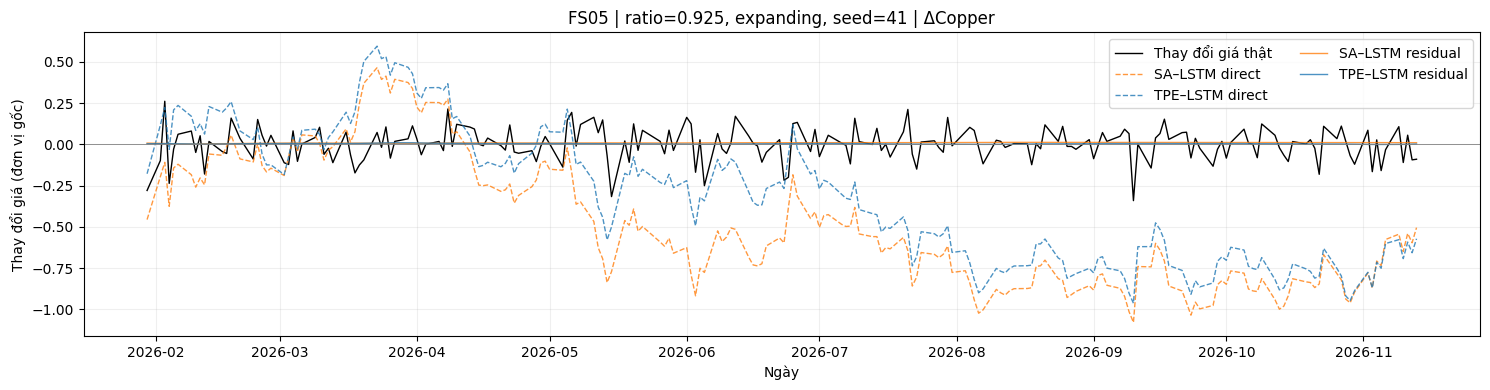 FS05 | ratio=0.925, expanding, seed=41 | ΔCopper
Thay đổi giá (đơn vị gốc)
0.50
0.25
0.00
−0.25
−0.50
−0.75
−1.00
Thay đổi giá thật
SA–LSTM direct
TPE–LSTM direct
SA–LSTM residual
TPE–LSTM residual
2026-02
2026-03
2026-04
2026-05
2026-06
2026-07
2026-08
2026-09
2026-10
2026-11
Ngày